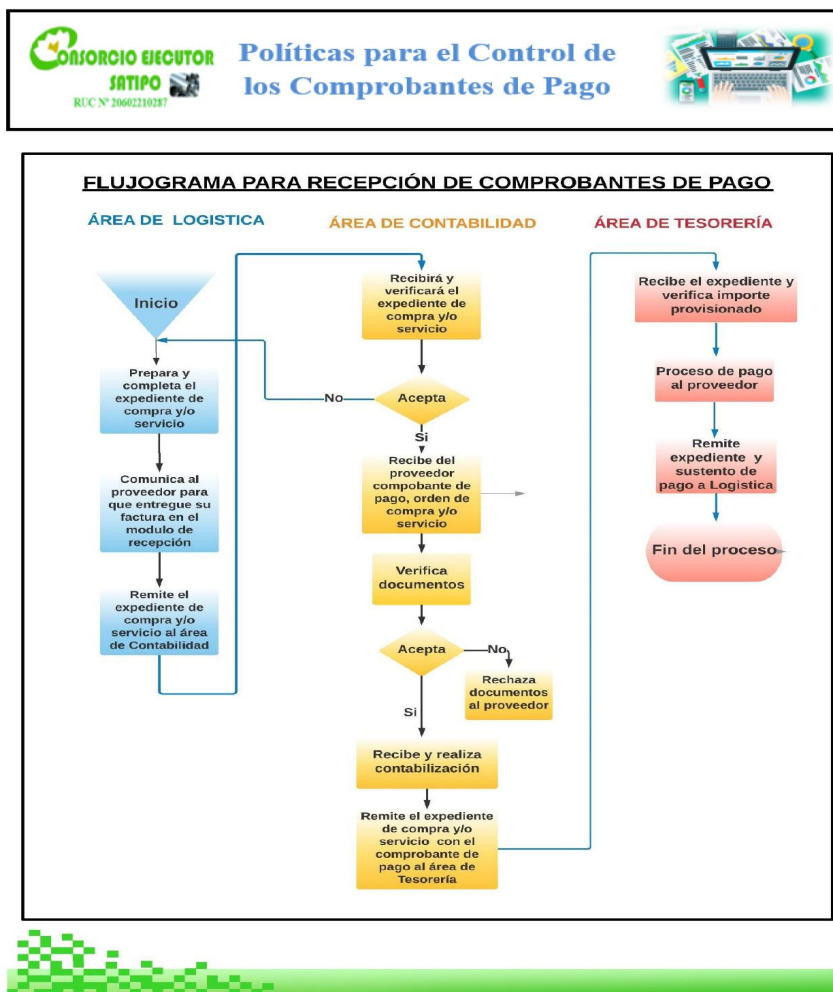 CONSORCIO EJECUTOR
SATIPO
RUC Nº 20602210287
Políticas para el Control de
los Comprobantes de Pago
FLUJOGRAMA PARA RECEPCIÓN DE COMPROBANTES DE PAGO
ÁREA DE LOGISTICA
Inicio
Prepara y
completa el
expediente de
compra y/o
servicio
Comunica al
proveedor para
que entregue su
factura en el
modulo de
recepción
Remite el
expediente de
compra y/o
servicio al área
de Contabilidad
ÁREA DE CONTABILIDAD
Recibirá y
verificará el
expediente de
compra y/o
servicio
Acepta
No
Si
Recibe del
proveedor
compobante de
pago, orden de
compra y/o
servicio
Verifica
documentos
Acepta
No
Rechaza
documentos
al proveedor
Si
Recibe y realiza
contabilización
Remite el expediente
de compra y/o
servicio con el
comprobante de
pago al área de
Tesorería
ÁREA DE TESORERÍA
Recibe el expediente y
verifica importe
provisionado
Proceso de pago
al proveedor
Remite
expediente y
sustento de
pago a Logistica
Fin del proceso